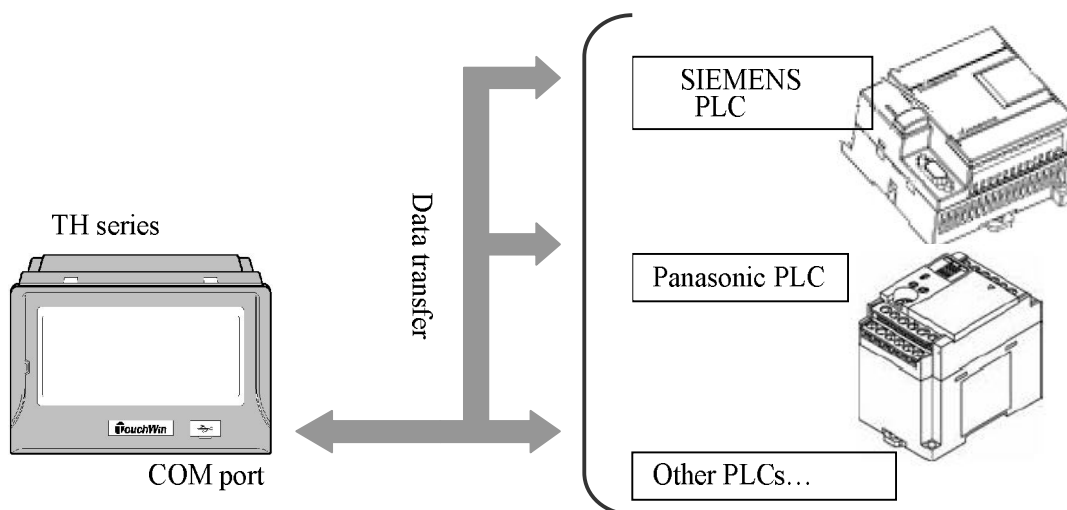 SIEMENS
PLC
Data transfer
TH series
Panasonic PLC
TouchWin
COM port
Other PLCs…